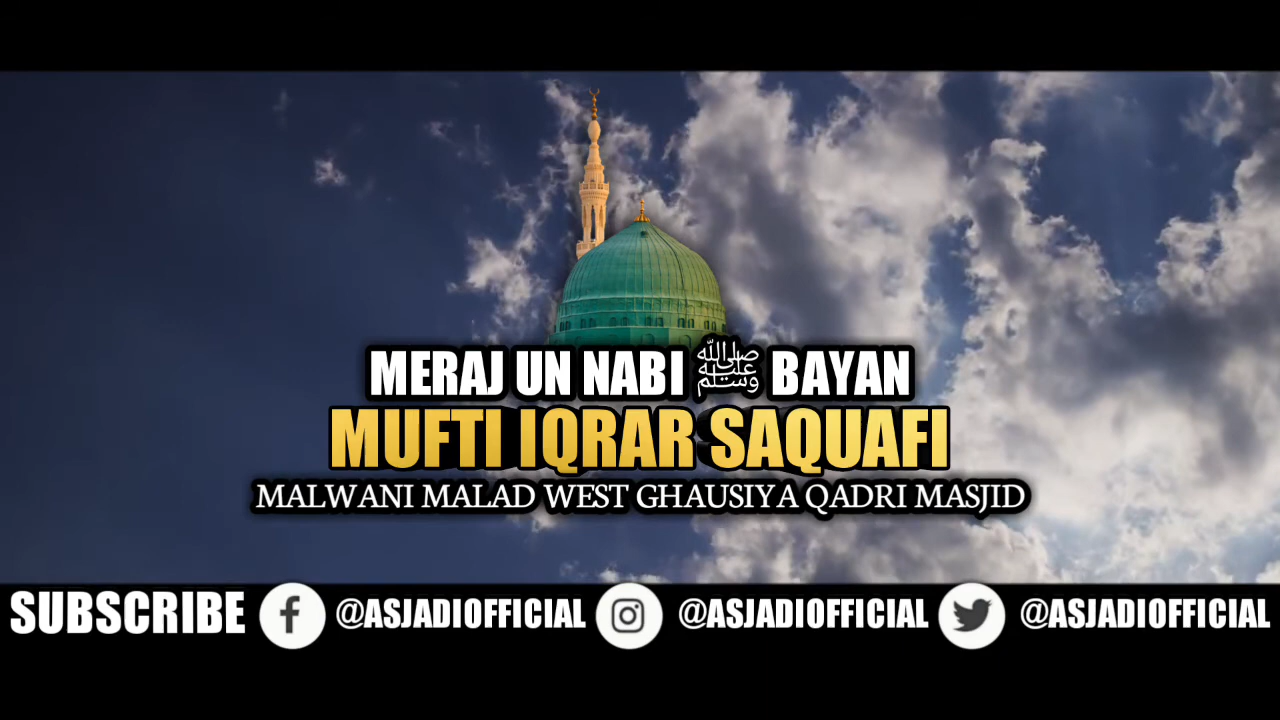 MERAJ UN NABI ﷺ BAYAN
MUFTI IQRAR SAQUAFI
MALWANI MALAD WEST GHAUSIYA QADRI MASJID
SUBSCRIBE @ASJADIOFFICIAL @ASJADIOFFICIAL @ASJADIOFFICIAL